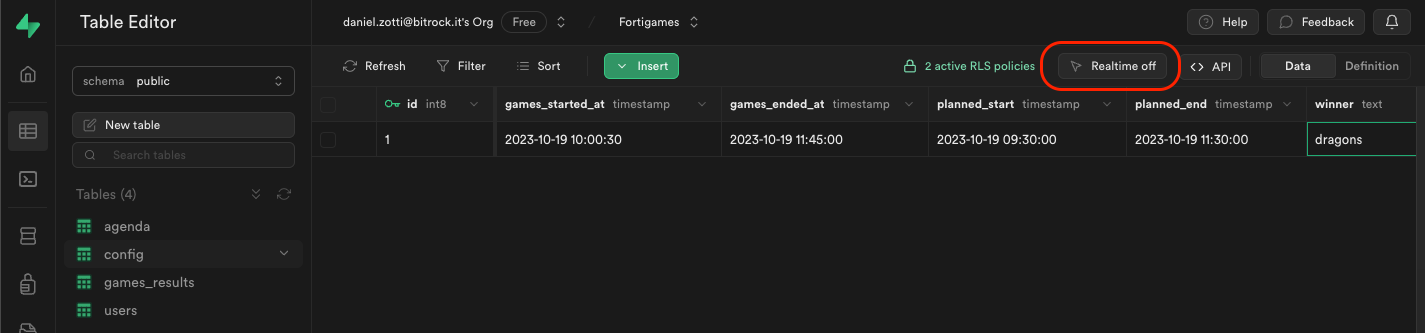 Table Editor
daniel.zotti@bitrock.it's Org Free / Fortigames Help Feedback
schema public
New table
Search tables
Tables (4)
agenda
config
games_results
users
Refresh Filter Sort Insert 2 active RLS policies Realtime off API Data Definition
id int8 games_started_at timestamp games_ended_at timestamp planned_start timestamp planned_end timestamp winner text
1 2023-10-19 10:00:30 2023-10-19 11:45:00 2023-10-19 09:30:00 2023-10-19 11:30:00 dragons